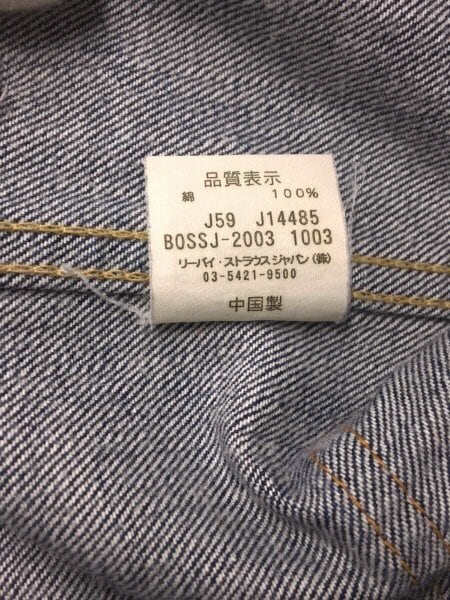 品質表示
綿 100%
J59 J14485
BOSSJ-2003 1003
リーバイ・ストラウス ジャパン(株)
03-5421-9500
中国製